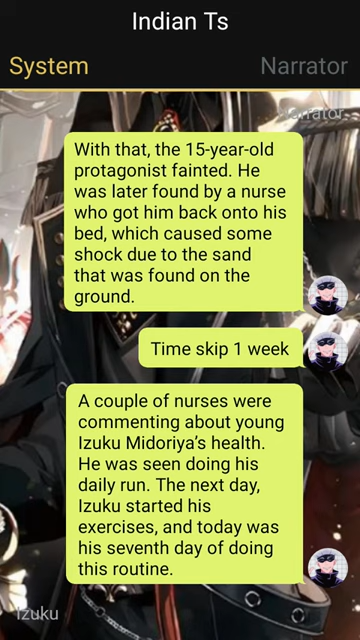 Indian Ts
System Narrator
Narrator
With that, the 15-year-old
protagonist fainted. He
was later found by a nurse
who got him back onto his
bed, which caused some
shock due to the sand
that was found on the
ground.
Time skip 1 week
A couple of nurses were
commenting about young
Izuku Midoriya’s health.
He was seen doing his
daily run. The next day,
Izuku started his
exercises, and today was
his seventh day of doing
this routine.
Izuku